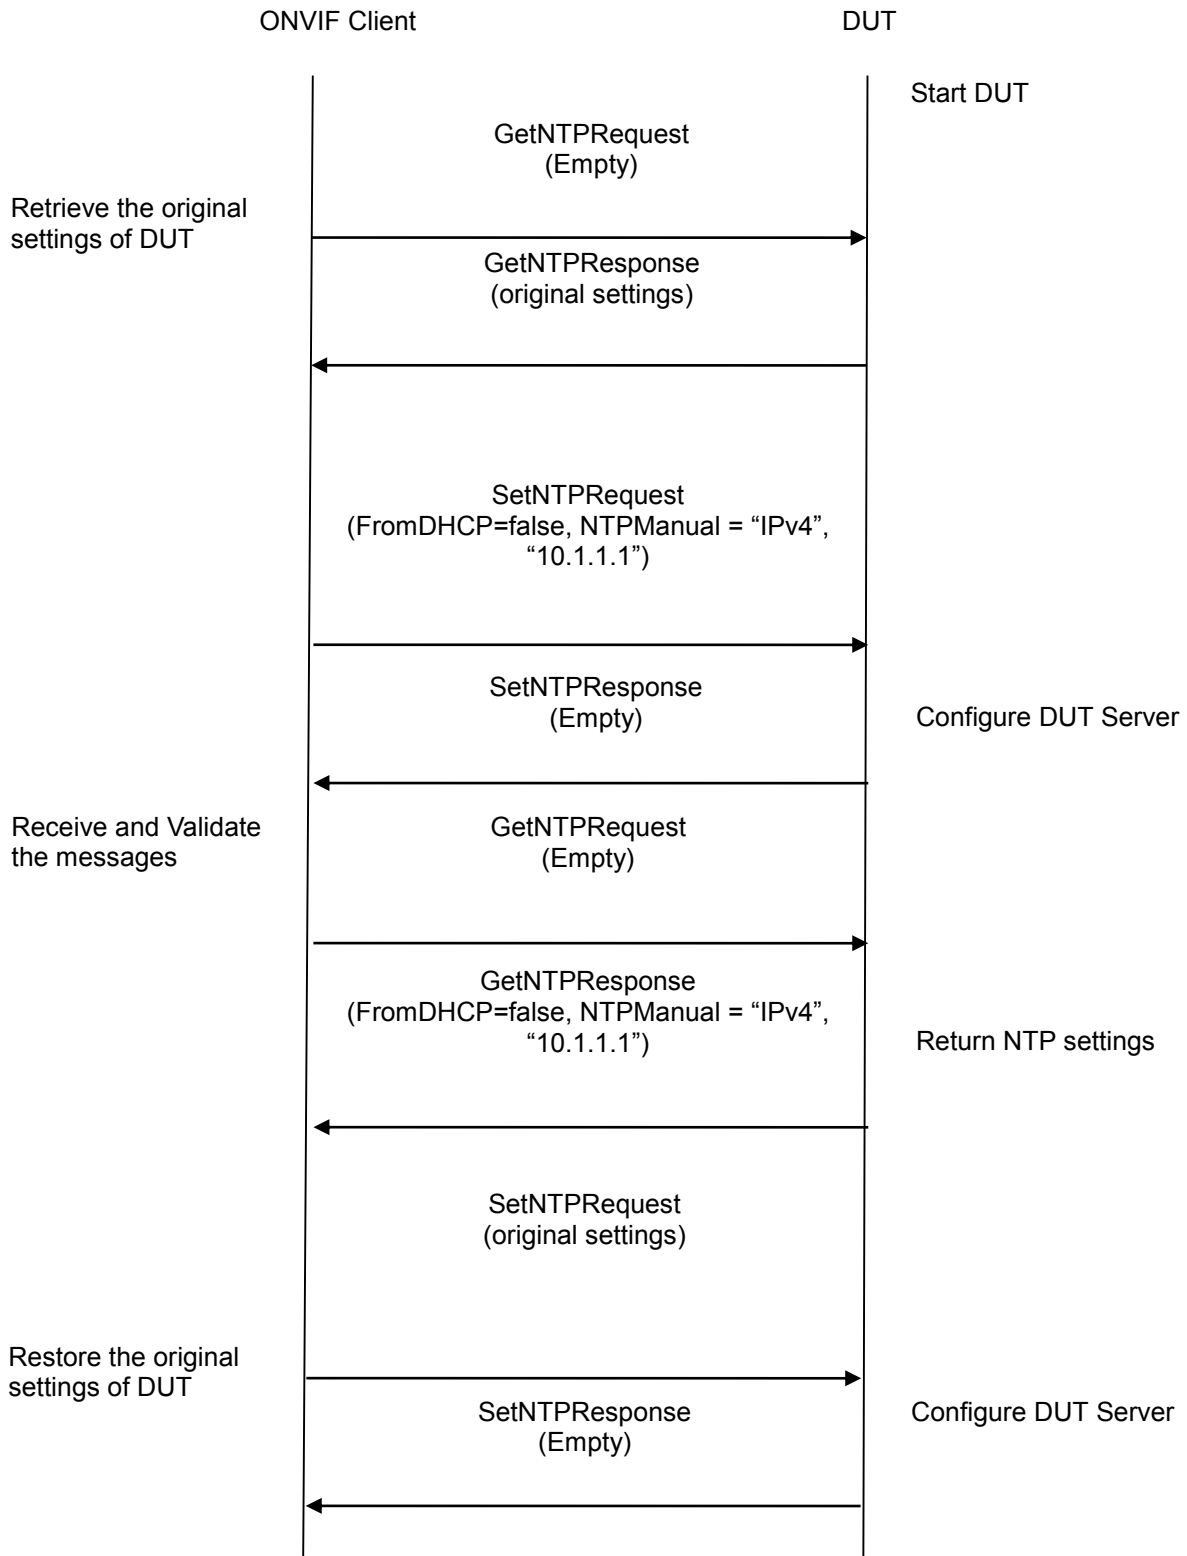 ONVIF Client
DUT
Start DUT
GetNTPRequest
(Empty)
Retrieve the original
settings of DUT
GetNTPResponse
(original settings)
SetNTPRequest
(FromDHCP=false, NTPManual = “IPv4”,
“10.1.1.1”)
SetNTPResponse
(Empty)
Configure DUT Server
Receive and Validate
the messages
GetNTPRequest
(Empty)
GetNTPResponse
(FromDHCP=false, NTPManual = “IPv4”,
“10.1.1.1”)
Return NTP settings
SetNTPRequest
(original settings)
Restore the original
settings of DUT
SetNTPResponse
(Empty)
Configure DUT Server